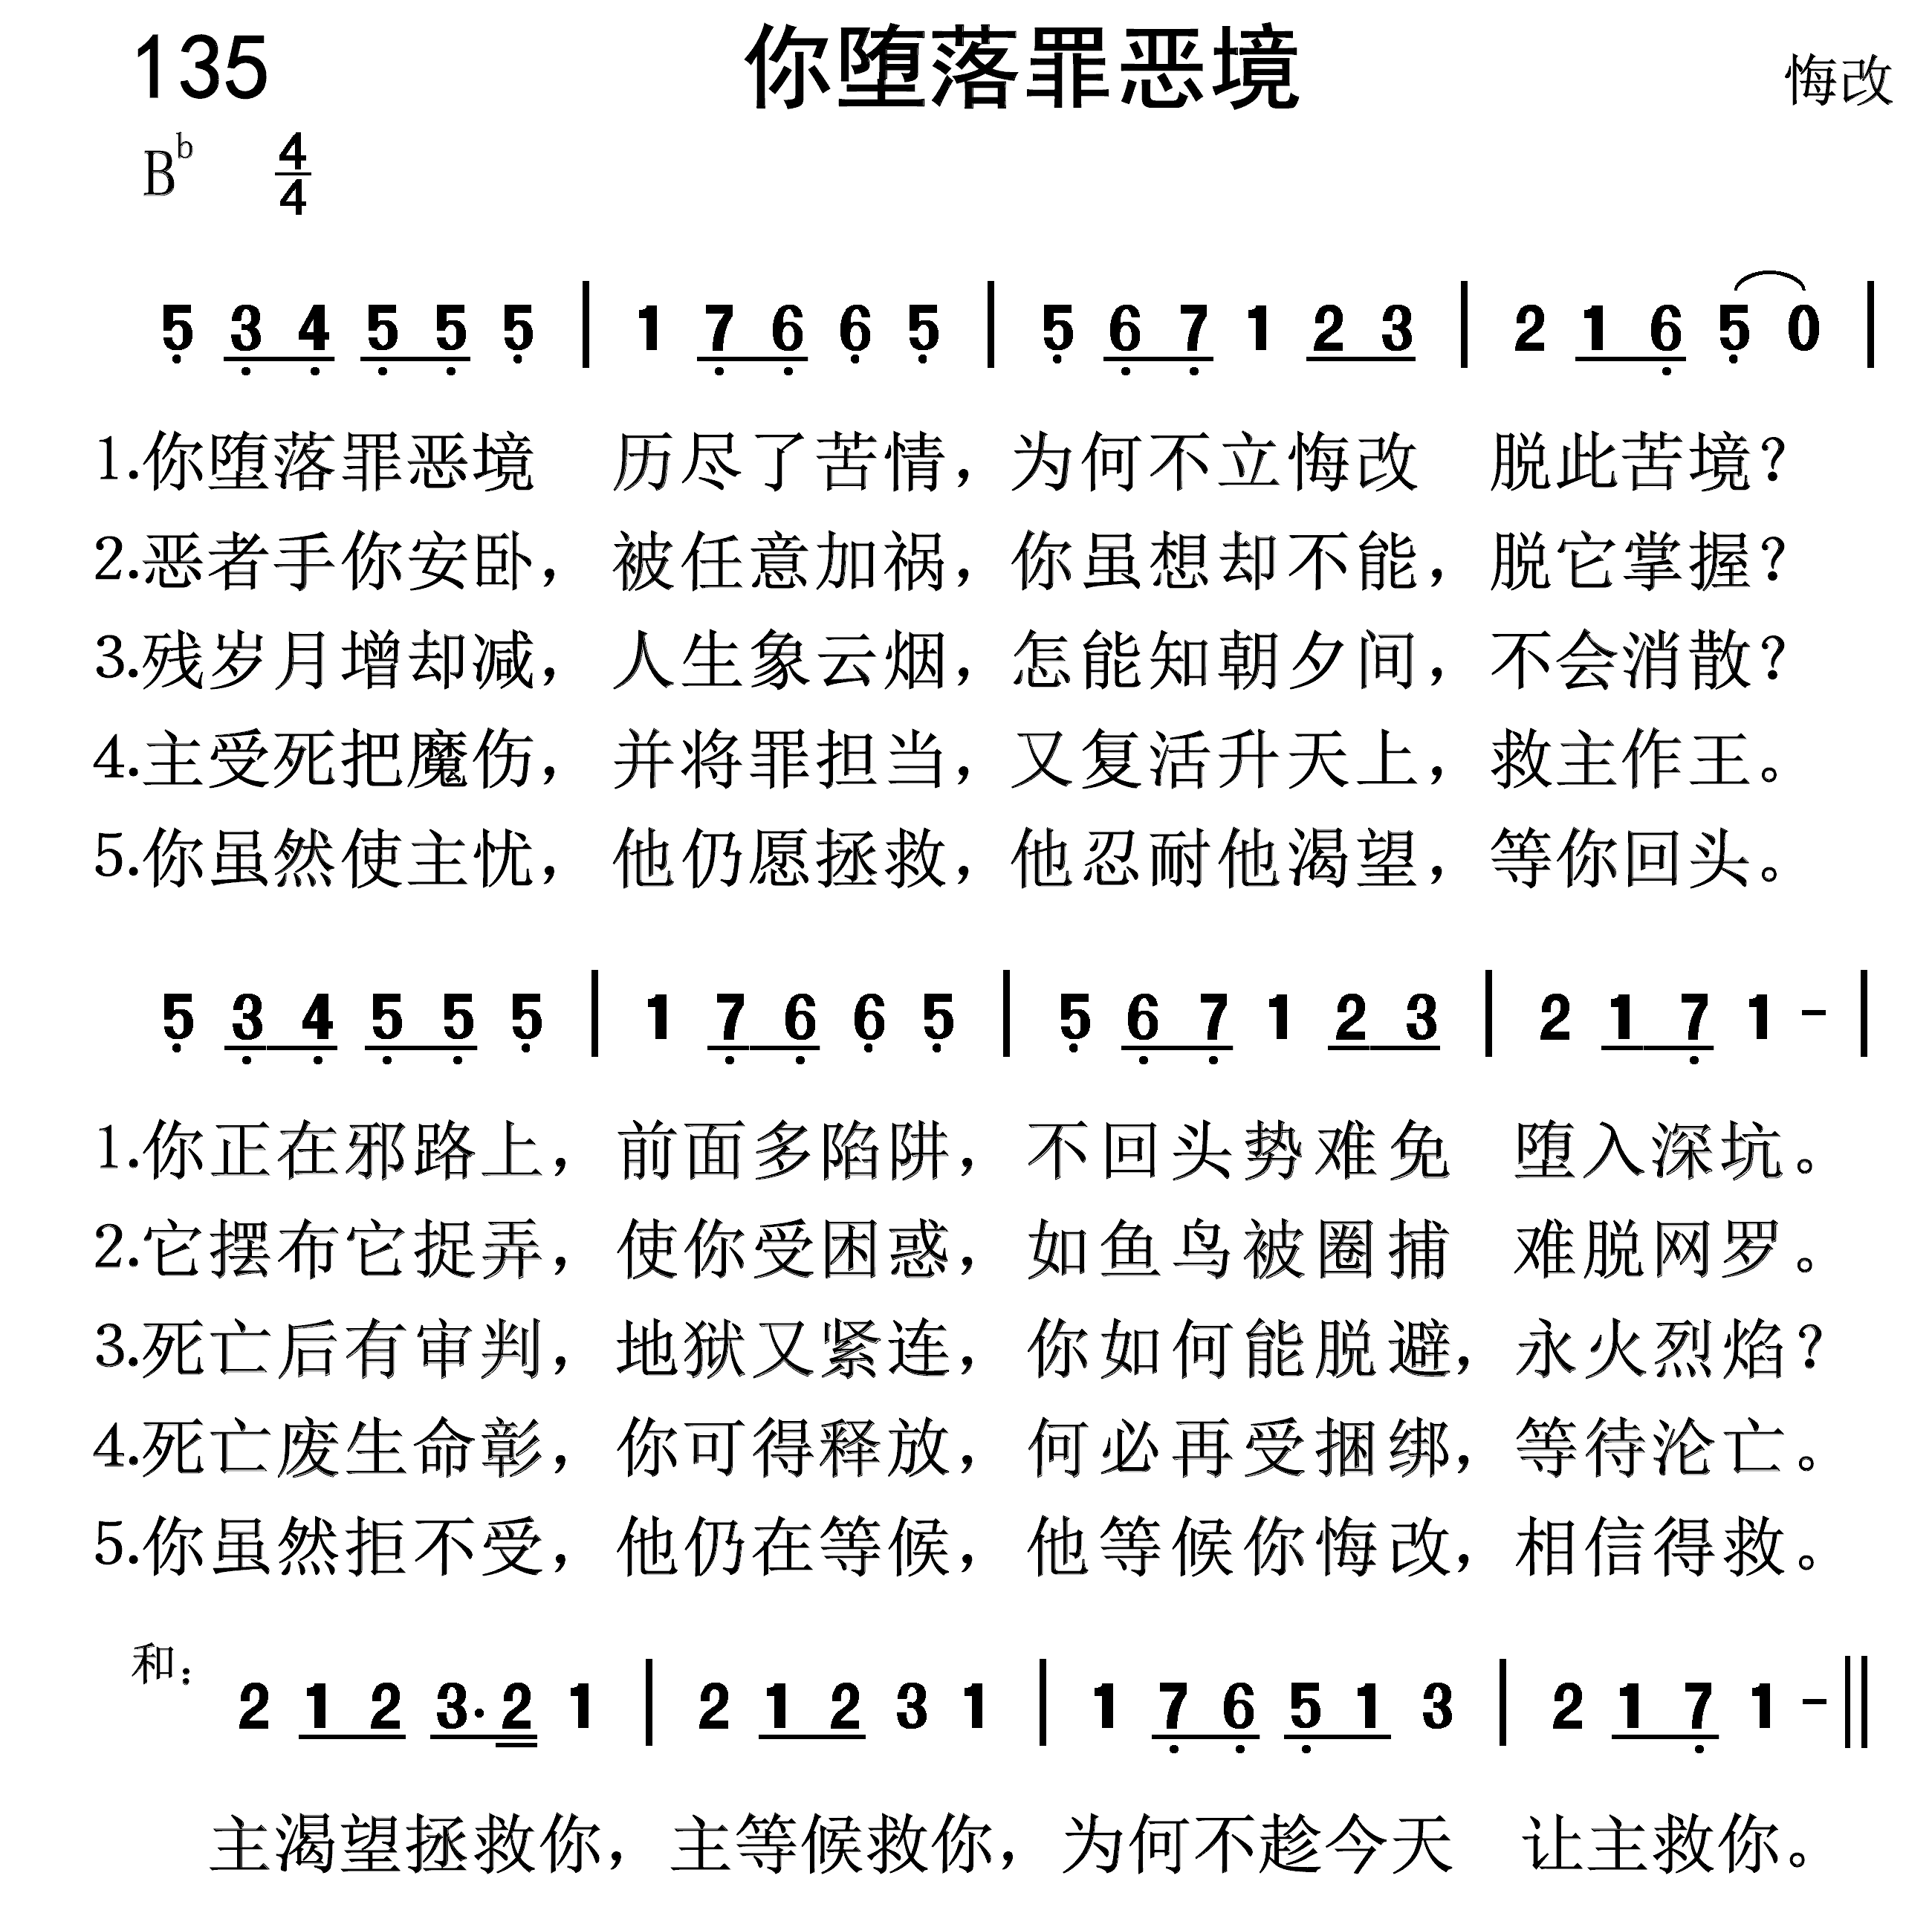 135 你堕落罪恶境 悔改
B♭ 4/4
5 3 4 5 5 5 | 1 7 6 6 5 | 5 6 7 1 2 3 | 2 1 6 5 0 |
1.你堕落罪恶境 历尽了苦情，为何不立悔改 脱此苦境？
2.恶者手你安卧，被任意加祸，你虽想却不能，脱它掌握？
3.残岁月增却减，人生象云烟，怎能知朝夕间，不会消散？
4.主受死把魔伤，并将罪担当，又复活升天上，救主作王。
5.你虽然使主忧，他仍愿拯救，他忍耐他渴望，等你回头。
5 3 4 5 5 5 | 1 7 6 6 5 | 5 6 7 1 2 3 | 2 1 7 1 - |
1.你正在邪路上，前面多陷阱，不回头势难免 堕入深坑。
2.它摆布它捉弄，使你受困惑，如鱼鸟被圈捕 难脱网罗。
3.死亡后有审判，地狱又紧连，你如何能脱避，永火烈焰？
4.死亡废生命彰，你可得释放，何必再受捆绑，等待沦亡。
5.你虽然拒不受，他仍在等候，他等候你悔改，相信得救。
和： 2 1 2 3· 2 1 | 2 1 2 3 1 | 1 7 6 5 1 3 | 2 1 7 1 - ‖
主渴望拯救你，主等候救你，为何不趁今天 让主救你。